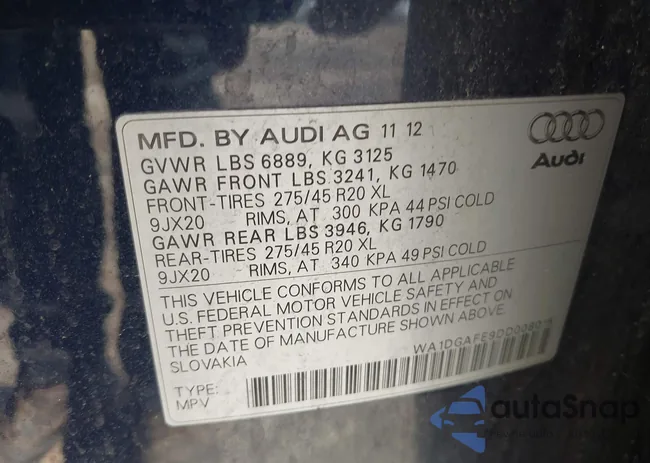 MFD. BY AUDI AG 11 12
GVWR LBS 6889, KG 3125
GAWR FRONT LBS 3241, KG 1470
FRONT-TIRES 275/45 R20 XL
9JX20 RIMS, AT 300 KPA 44 PSI COLD
GAWR REAR LBS 3946, KG 1790
REAR-TIRES 275/45 R20 XL
9JX20 RIMS, AT 340 KPA 49 PSI COLD
Audi
THIS VEHICLE CONFORMS TO ALL APPLICABLE
U.S. FEDERAL MOTOR VEHICLE SAFETY AND
THEFT PREVENTION STANDARDS IN EFFECT ON
THE DATE OF MANUFACTURE SHOWN ABOVE
SLOVAKIA
TYPE:
MPV
autoSnap